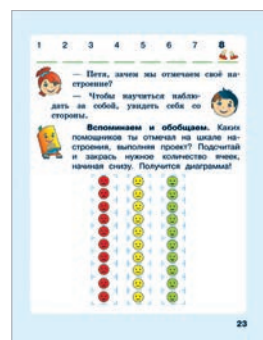 1 2 3 4 5 6 7 8
— Петя, зачем мы отмечаем своё на-
строение?
— Чтобы научиться наблю-
дать за собой, увидеть себя со
стороны.
Вспоминаем и обобщаем. Каких
помощников ты отмечал на шкале на-
строения, выполняя проект? Подсчитай
и закрась нужное количество ячеек,
начиная снизу. Получится диаграмма!
23